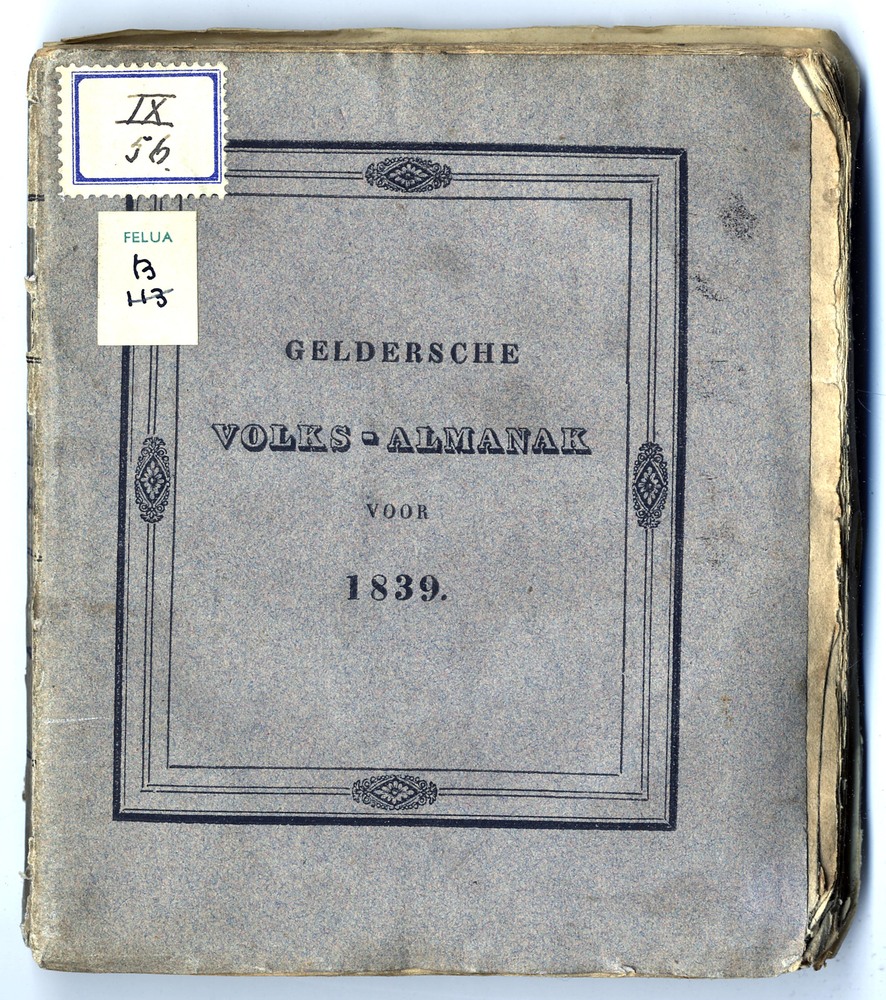 IX
56.
FELUA
B
113
GELDERSCHE
VOLKS-ALMANAK
VOOR
1839.